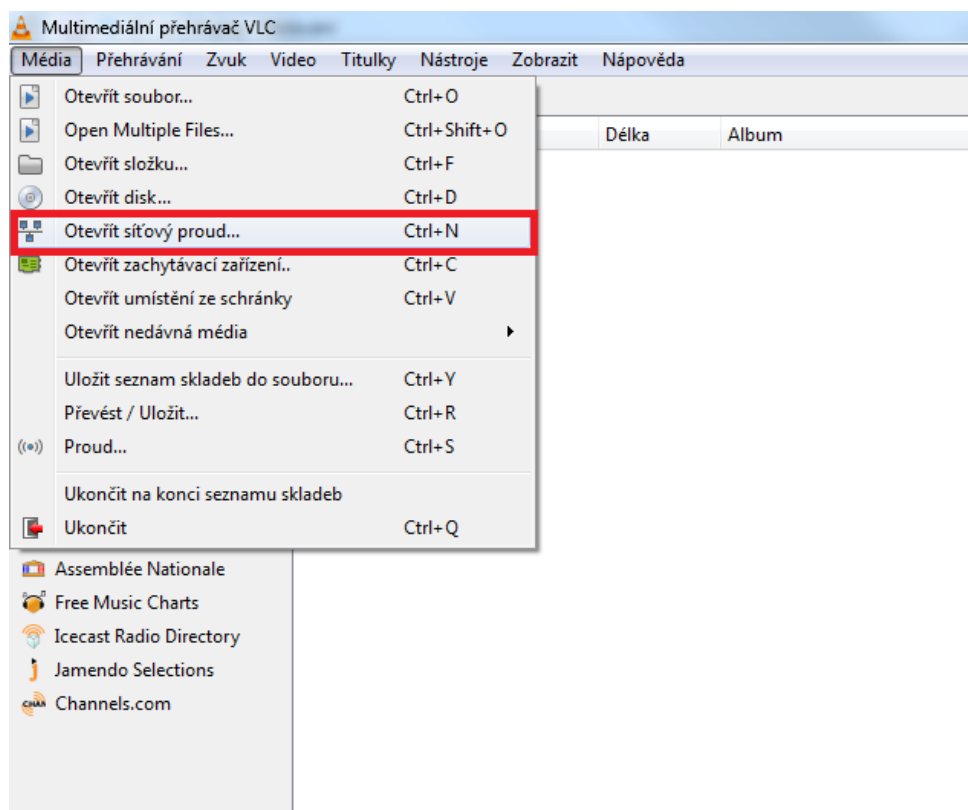 Multimediální přehrávač VLC
Média Přehrávání Zvuk Video Titulky Nástroje Zobrazit Nápověda
Otevřít soubor... Ctrl+O
Open Multiple Files... Ctrl+Shift+O
Délka Album
Otevřít složku... Ctrl+F
Otevřít disk... Ctrl+D
Otevřít síťový proud... Ctrl+N
Otevřít zachytávací zařízení.. Ctrl+C
Otevřít umístění ze schránky Ctrl+V
Otevřít nedávná média
Uložit seznam skladeb do souboru... Ctrl+Y
Převést / Uložit... Ctrl+R
Proud... Ctrl+S
Ukončit na konci seznamu skladeb
Ukončit Ctrl+Q
Assemblée Nationale
Free Music Charts
Icecast Radio Directory
Jamendo Selections
Channels.com